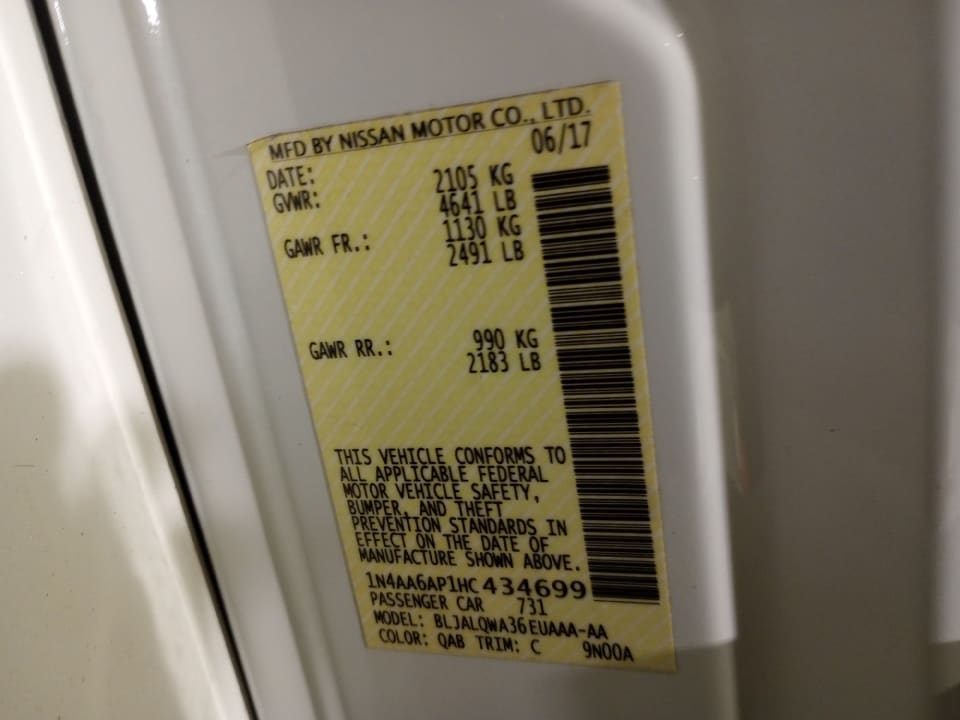 MFD BY NISSAN MOTOR CO., LTD.
DATE: 06/17
GVWR: 2105 KG
4641 LB
GAWR FR.: 1130 KG
2491 LB
GAWR RR.: 990 KG
2183 LB
THIS VEHICLE CONFORMS TO
ALL APPLICABLE FEDERAL
MOTOR VEHICLE SAFETY,
BUMPER, AND THEFT
PREVENTION STANDARDS IN
EFFECT ON THE DATE OF
MANUFACTURE SHOWN ABOVE.
1N4AA6AP1HC434699
PASSENGER CAR 731
MODEL: BLJALQWA36EUAAA-AA
COLOR: QAB TRIM: C 9N00A